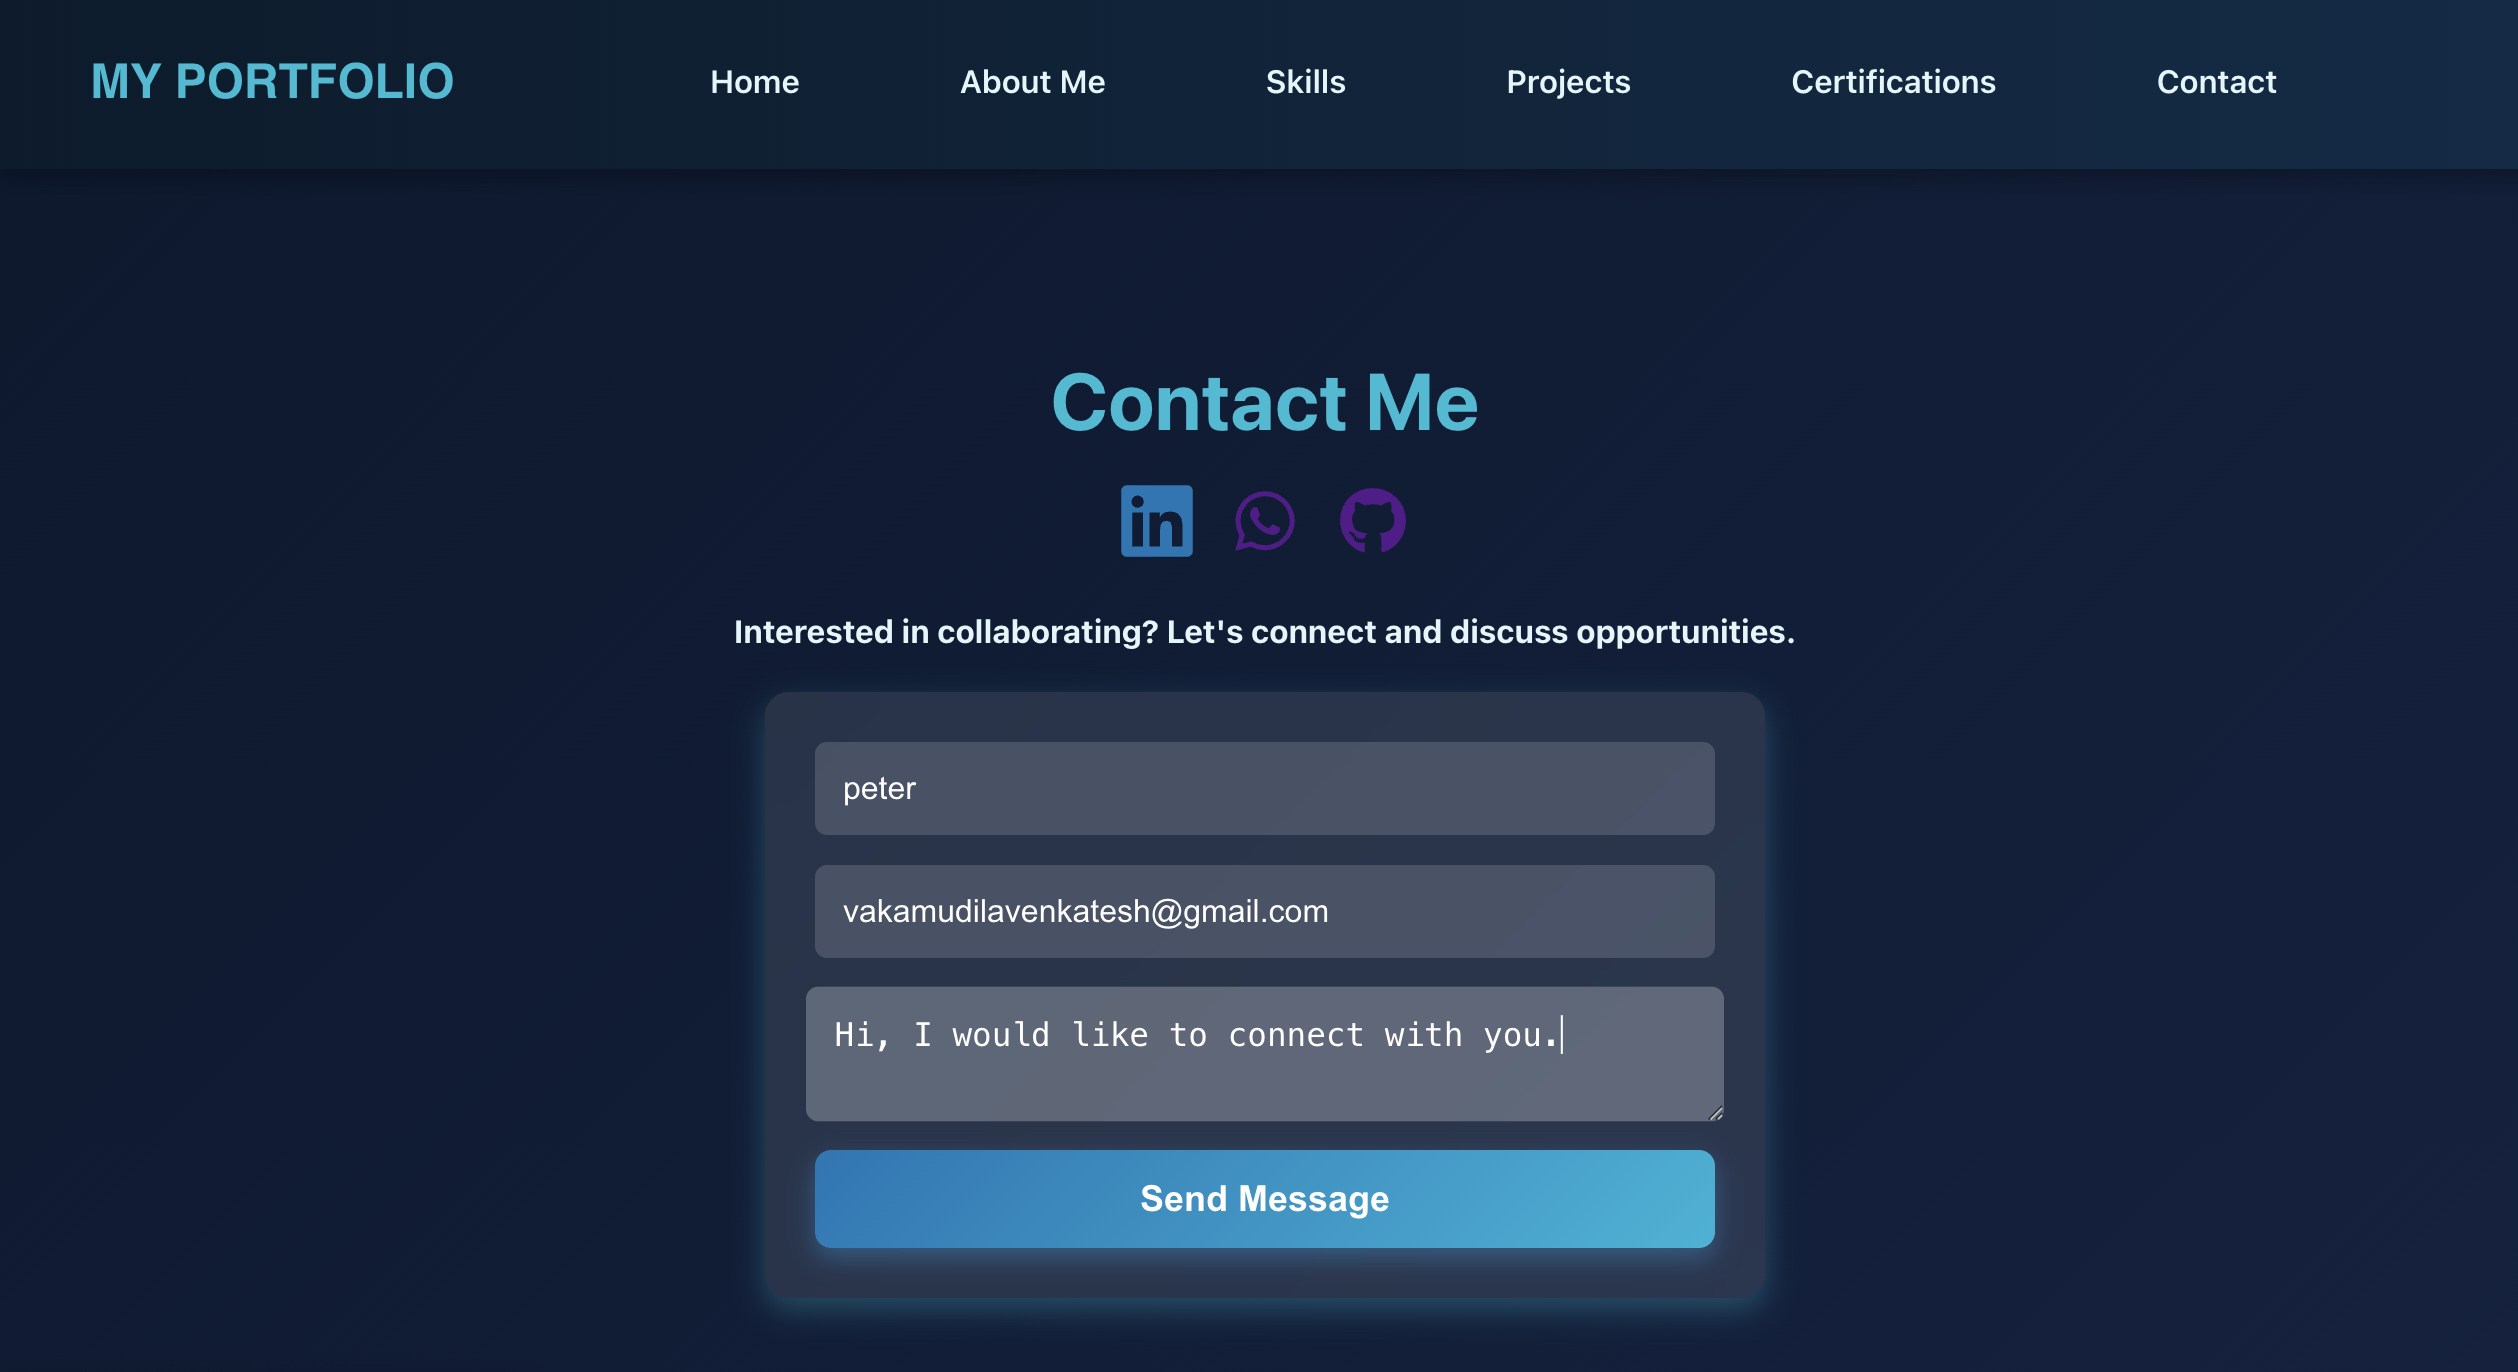 MY PORTFOLIO Home About Me Skills Projects Certifications Contact
Contact Me
in
Interested in collaborating? Let's connect and discuss opportunities.
peter
vakamudilavenkatesh@gmail.com
Hi, I would like to connect with you.
Send Message